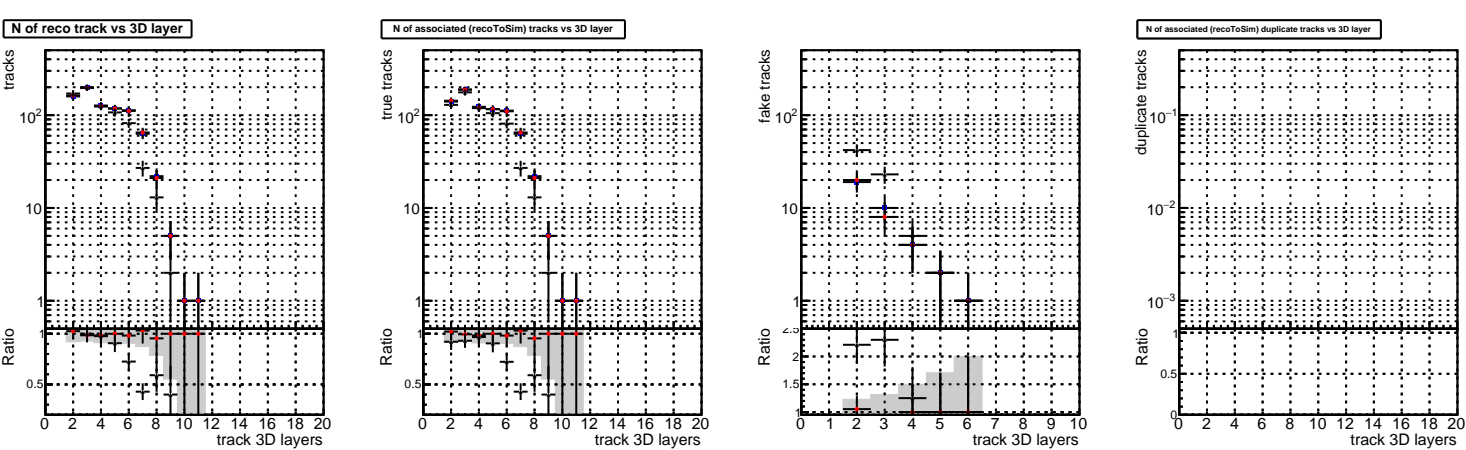 N of reco track vs 3D layer
tracks
10²
10
1
Ratio
1
0.5
0 2 4 6 8 10 12 14 16 18 20
track 3D layers
N of associated (recoToSim) tracks vs 3D layer
true tracks
10²
10
1
Ratio
1
0.5
0 2 4 6 8 10 12 14 16 18 20
track 3D layers
fake tracks
10²
10
1
Ratio
2.5
2
1.5
1
0 1 2 3 4 5 6 7 8 9 10
track 3D layers
N of associated (recoToSim) duplicate tracks vs 3D layer
duplicate tracks
10⁻¹
10⁻²
10⁻³
Ratio
1
0.5
0
0 2 4 6 8 10 12 14 16 18 20
track 3D layers